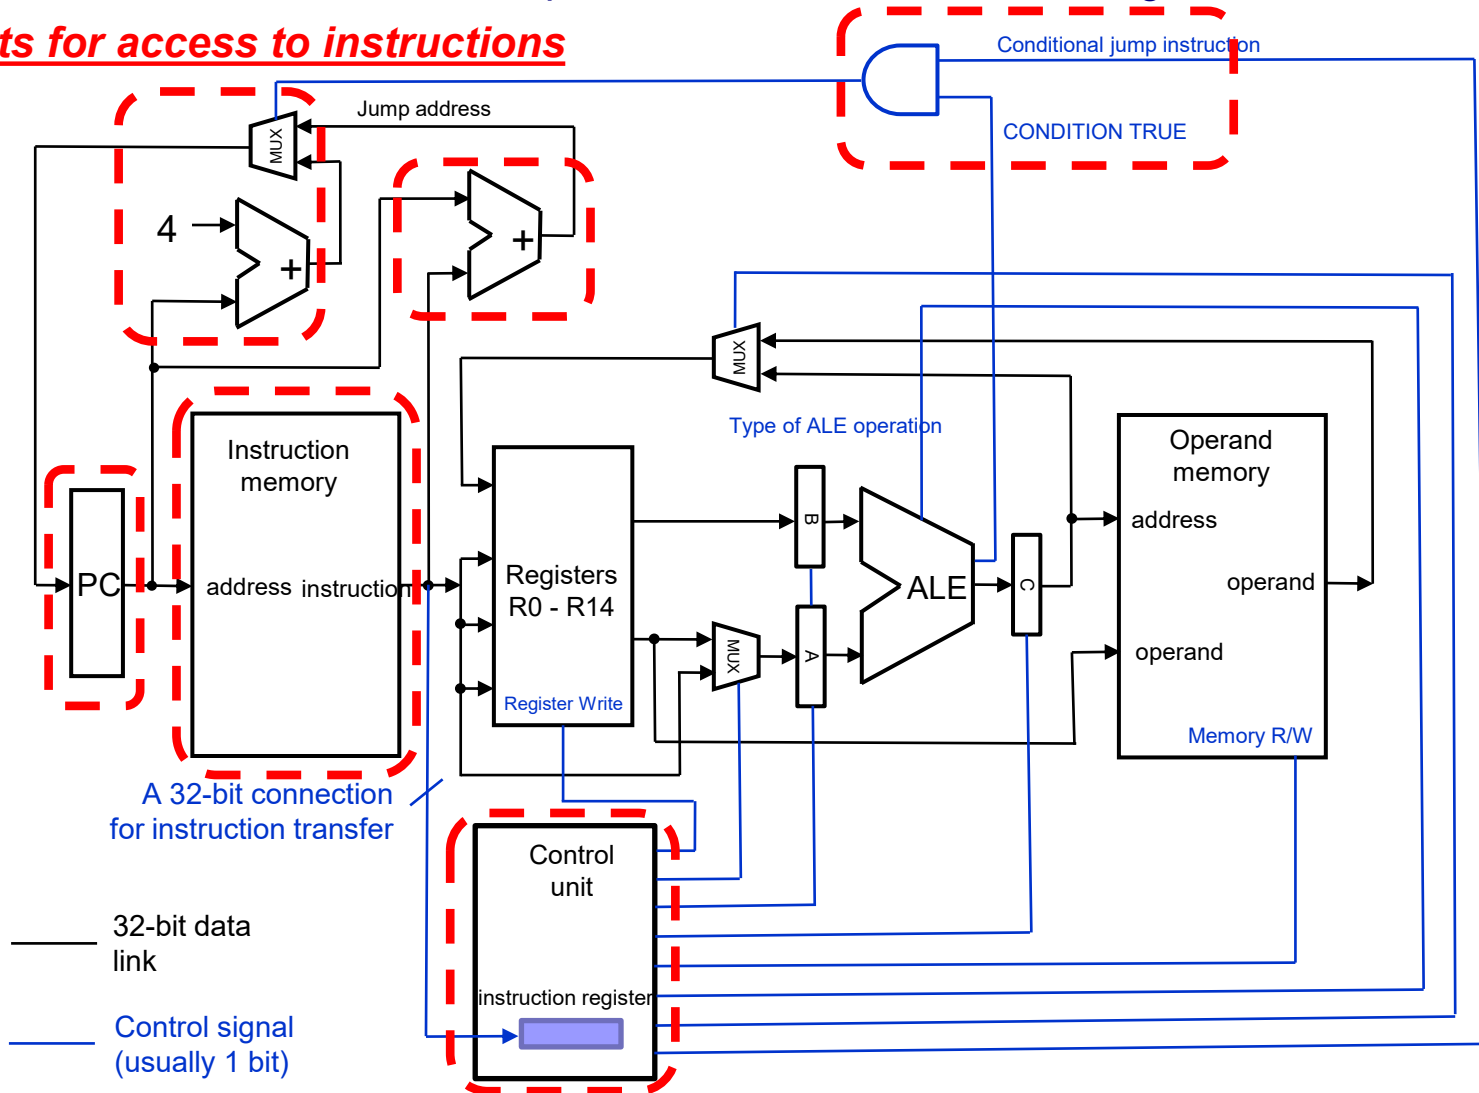 ts for access to instructions
Conditional jump instruction
Jump address
MUX
CONDITION TRUE
4
+
+
MUX
Type of ALE operation
Instruction
memory
Operand
memory
B
address
PC
address
instruction
Registers
R0 - R14
ALE
C
operand
MUX
A
operand
Register Write
Memory R/W
A 32-bit connection
for instruction transfer
Control
unit
32-bit data
link
instruction register
Control signal
(usually 1 bit)